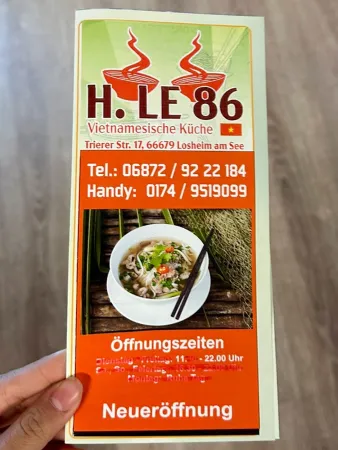 H. LE 86
Vietnamesische Küche
Trierer Str. 17, 66679 Losheim am See
Tel.: 06872 / 92 22 184
Handy: 0174 / 9519099
Öffnungszeiten
- 22.00 Uhr
Neueröffnung